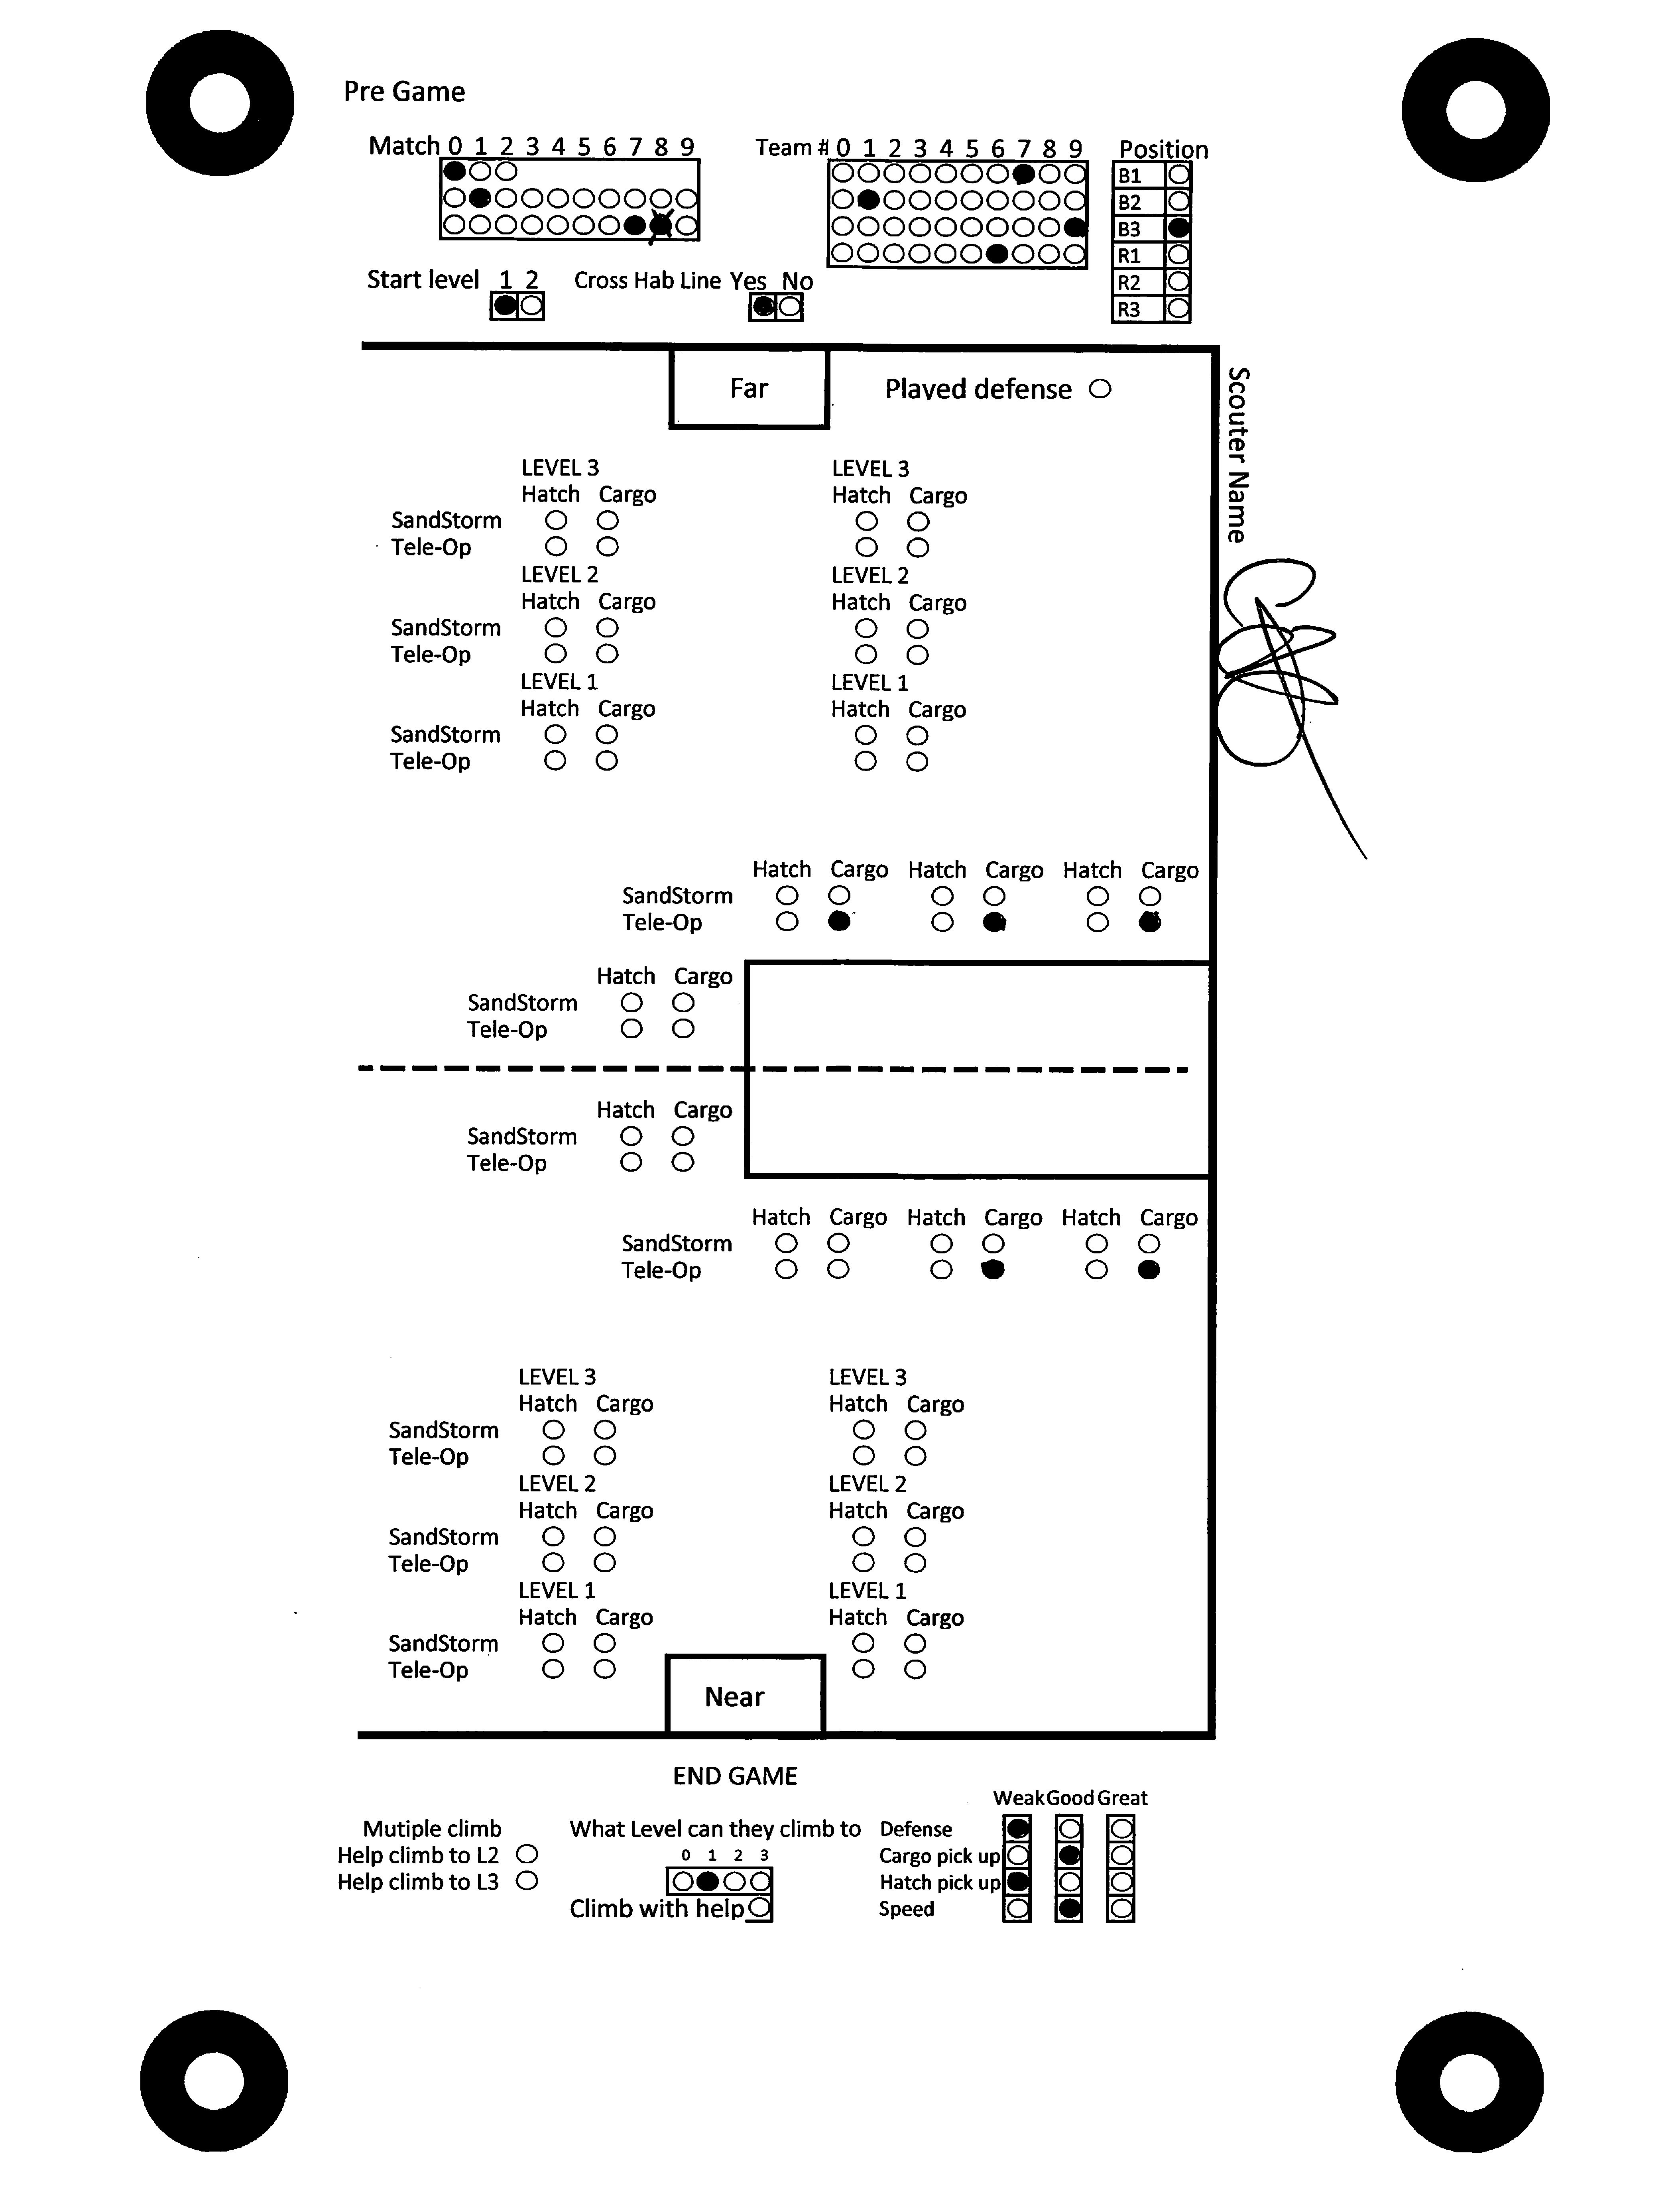 Pre Game
Match 0 1 2 3 4 5 6 7 8 9
Team # 0 1 2 3 4 5 6 7 8 9
Position
B1
B2
B3
R1
R2
R3
Start level 1 2
Cross Hab Line Yes No
Far
Played defense
Scouter Name
LEVEL 3 LEVEL 3
Hatch Cargo Hatch Cargo
SandStorm
Tele-Op
LEVEL 2 LEVEL 2
Hatch Cargo Hatch Cargo
SandStorm
Tele-Op
LEVEL 1 LEVEL 1
Hatch Cargo Hatch Cargo
SandStorm
Tele-Op
Hatch Cargo Hatch Cargo Hatch Cargo
SandStorm
Tele-Op
Hatch Cargo
SandStorm
Tele-Op
Hatch Cargo
SandStorm
Tele-Op
Hatch Cargo Hatch Cargo Hatch Cargo
SandStorm
Tele-Op
LEVEL 3 LEVEL 3
Hatch Cargo Hatch Cargo
SandStorm
Tele-Op
LEVEL 2 LEVEL 2
Hatch Cargo Hatch Cargo
SandStorm
Tele-Op
LEVEL 1 LEVEL 1
Hatch Cargo Hatch Cargo
SandStorm
Tele-Op
Near
END GAME
Mutiple climb
Help climb to L2
Help climb to L3
What Level can they climb to
0 1 2 3
Climb with help
Weak Good Great
Defense
Cargo pick up
Hatch pick up
Speed